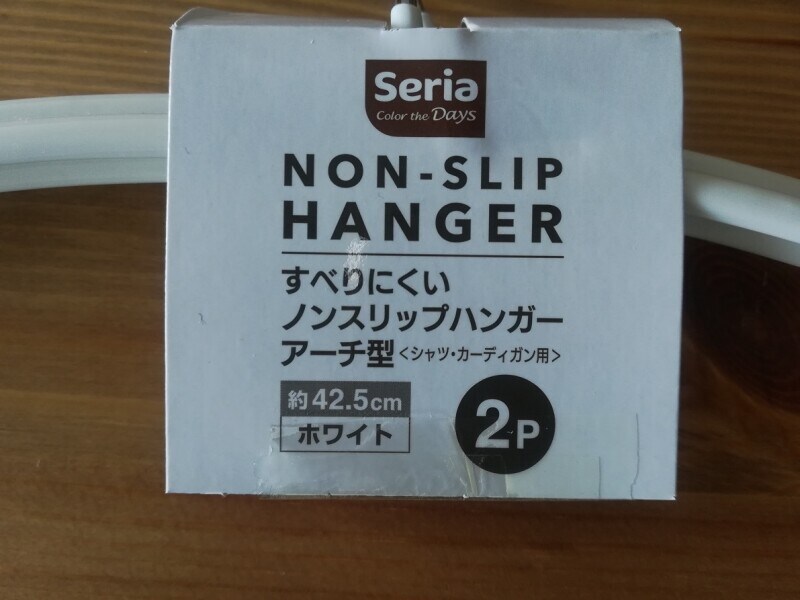 Seria
Color the Days
NON-SLIP
HANGER
すべりにくい
ノンスリップハンガー
アーチ型<シャツ・カーディガン用>
約42.5cm
ホワイト
2P